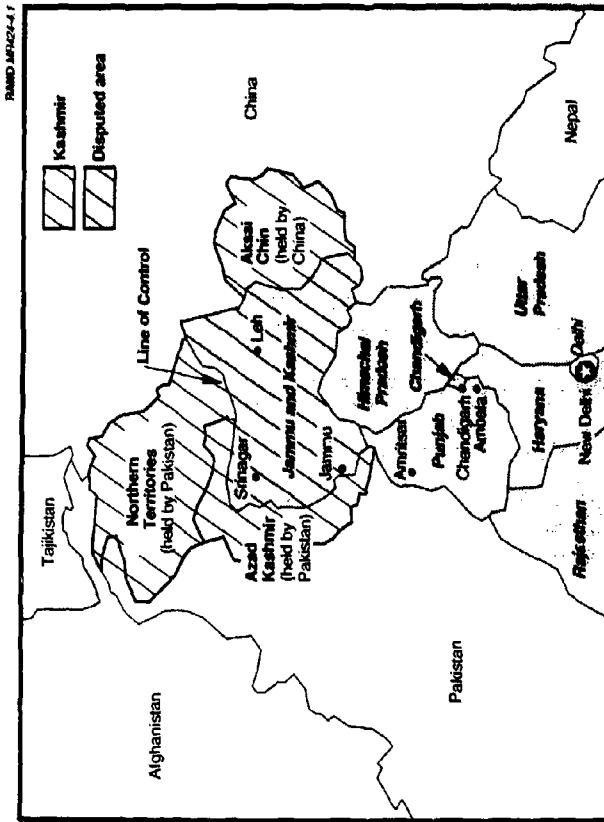 RAND MR424-4.1
Kashmir
Disputed area
Tajikistan
Afghanistan
China
Northern
Territories
(held by Pakistan)
Line of Control
Aksai
Chin
(held by
China)
Leh
Srinagar
Jammu and Kashmir
Jammu
Azad
Kashmir
(held by
Pakistan)
Himachal
Pradesh
Chandigarh
Amritsar
Punjab
Chandigarh
Ambala
Pakistan
Haryana
Uttar
Pradesh
Nepal
Rajasthan
New Delhi
Delhi